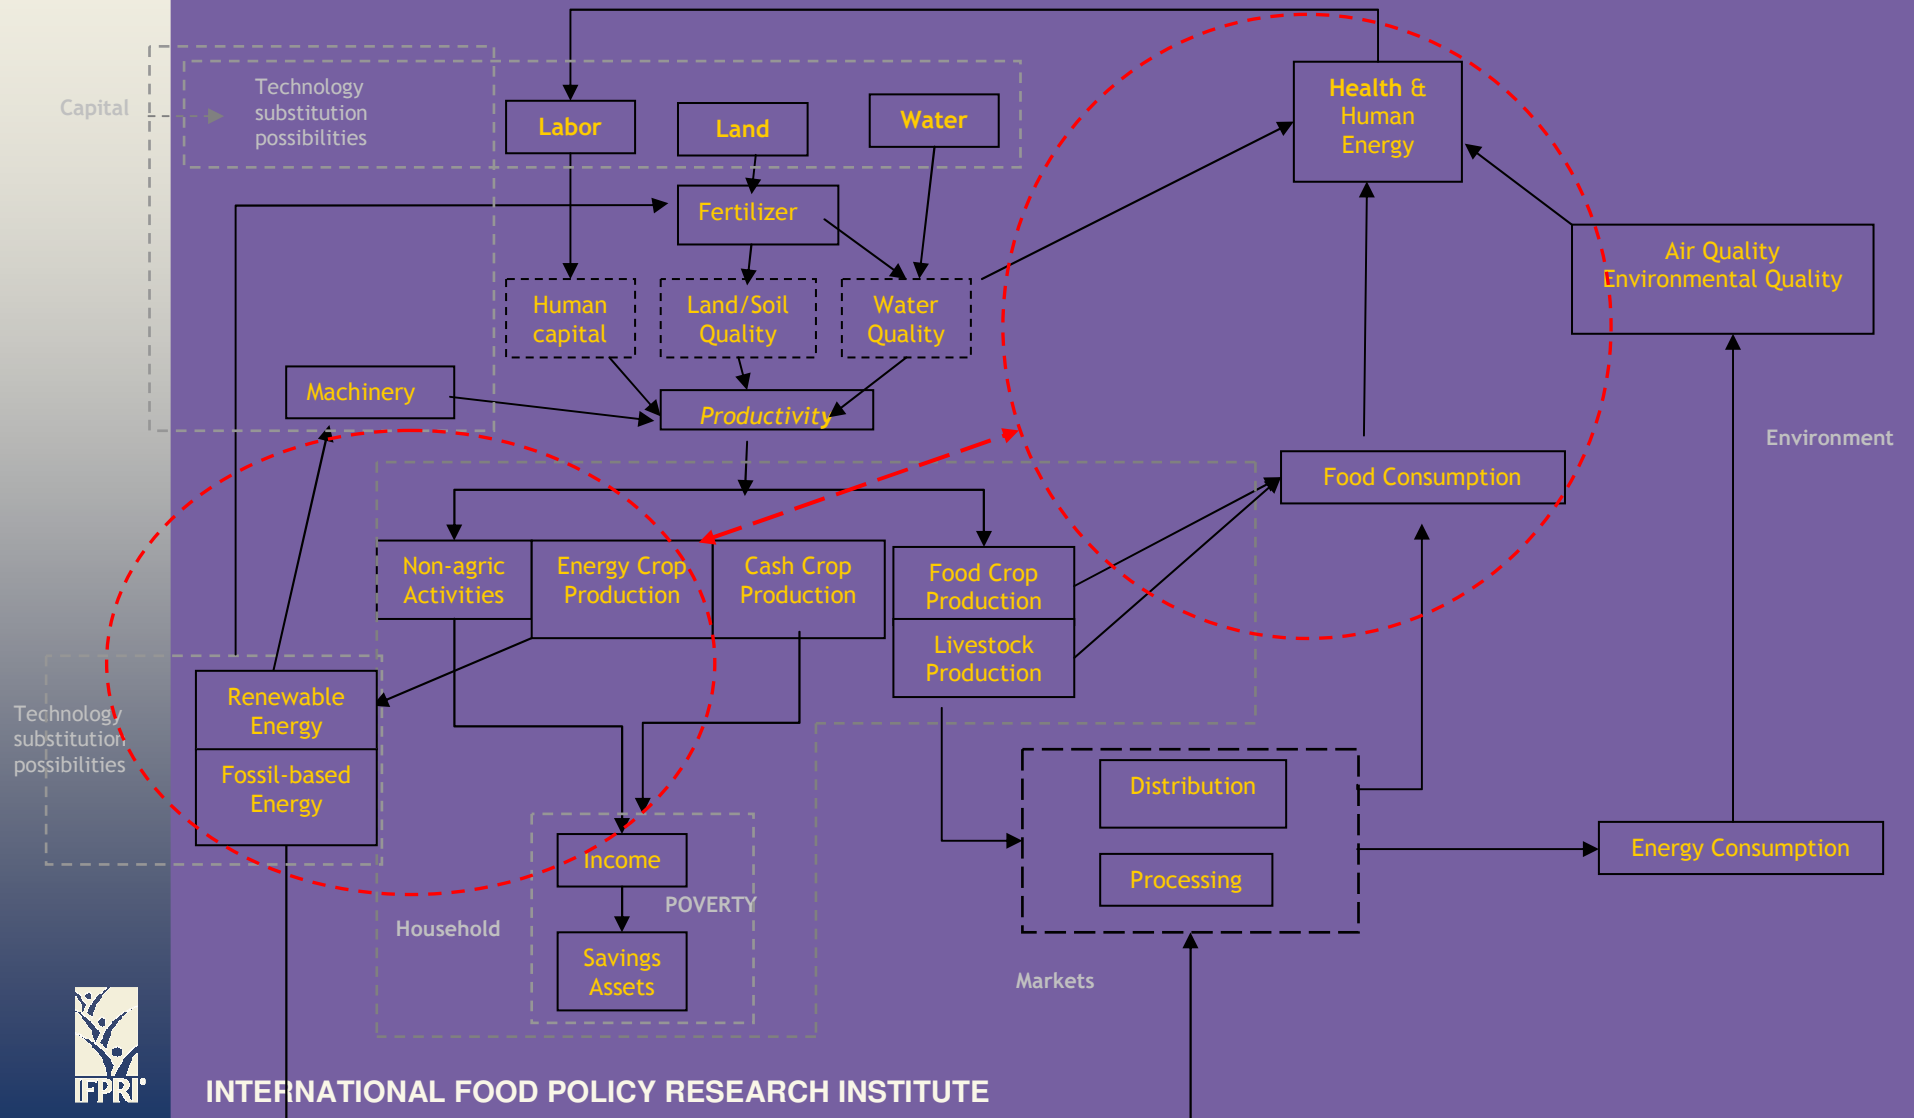 Capital
Technology
substitution
possibilities
Labor
Land
Water
Health &
Human
Energy
Fertilizer
Air Quality
Environmental Quality
Human
capital
Land/Soil
Quality
Water
Quality
Machinery
Productivity
Environment
Food Consumption
Non-agric
Activities
Energy Crop
Production
Cash Crop
Production
Food Crop
Production
Livestock
Production
Renewable
Energy
Technology
substitution
possibilities
Fossil-based
Energy
Distribution
Processing
Energy Consumption
Income
POVERTY
Household
Savings
Assets
Markets
IFPRI®
INTERNATIONAL FOOD POLICY RESEARCH INSTITUTE